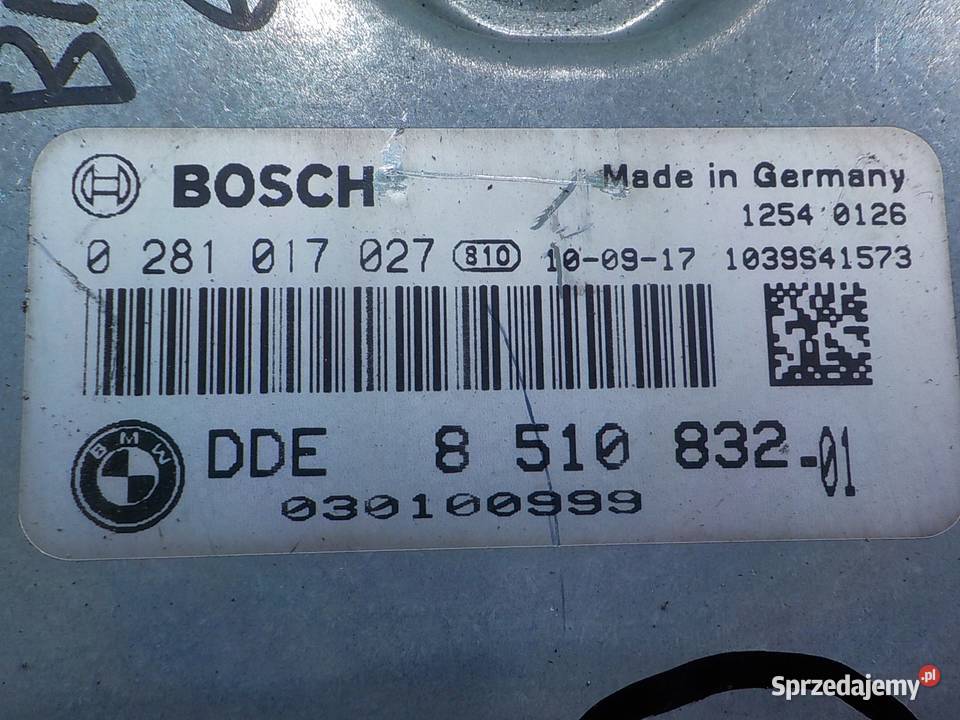 BOSCH
Made in Germany
1254 0126
0 281 017 027 810 10-09-17 1039S41573
BMW
DDE 8 510 832-01
030100999
Sprzedajemy.pl